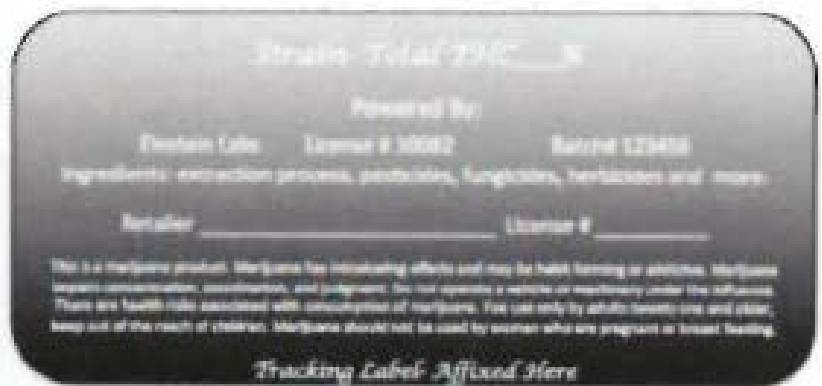 Strain- Total THC___%
Powered By:
Einstein Labs License # 10082 Batch# 123456
Ingredients: extraction process, pesticides, fungicides, herbicides and more.
Retailer ______________________ License # ________
This is a marijuana product. Marijuana has intoxicating effects and may be habit forming or addictive. Marijuana
impairs concentration, coordination, and judgment. Do not operate a vehicle or machinery under the influence.
There are health risks associated with consumption of marijuana. For use only by adults twenty-one and older,
keep out of the reach of children. Marijuana should not be used by women who are pregnant or breast feeding.
Tracking Label- Affixed Here